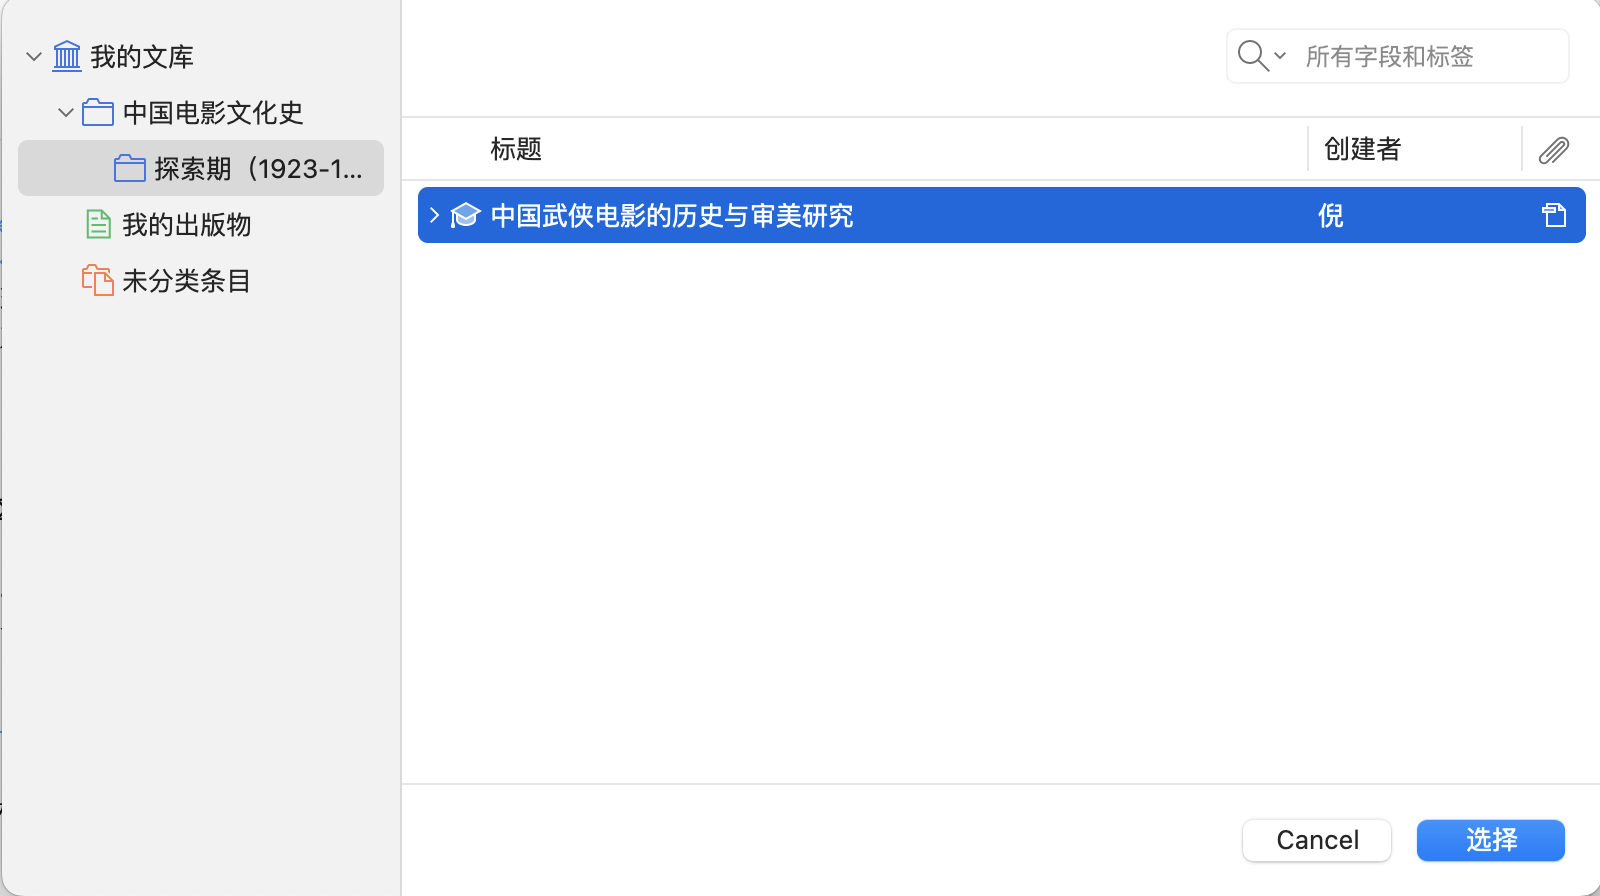 我的文库
中国电影文化史
探索期（1923-1...
我的出版物
未分类条目
所有字段和标签
标题 创建者
中国武侠电影的历史与审美研究 倪
Cancel 选择